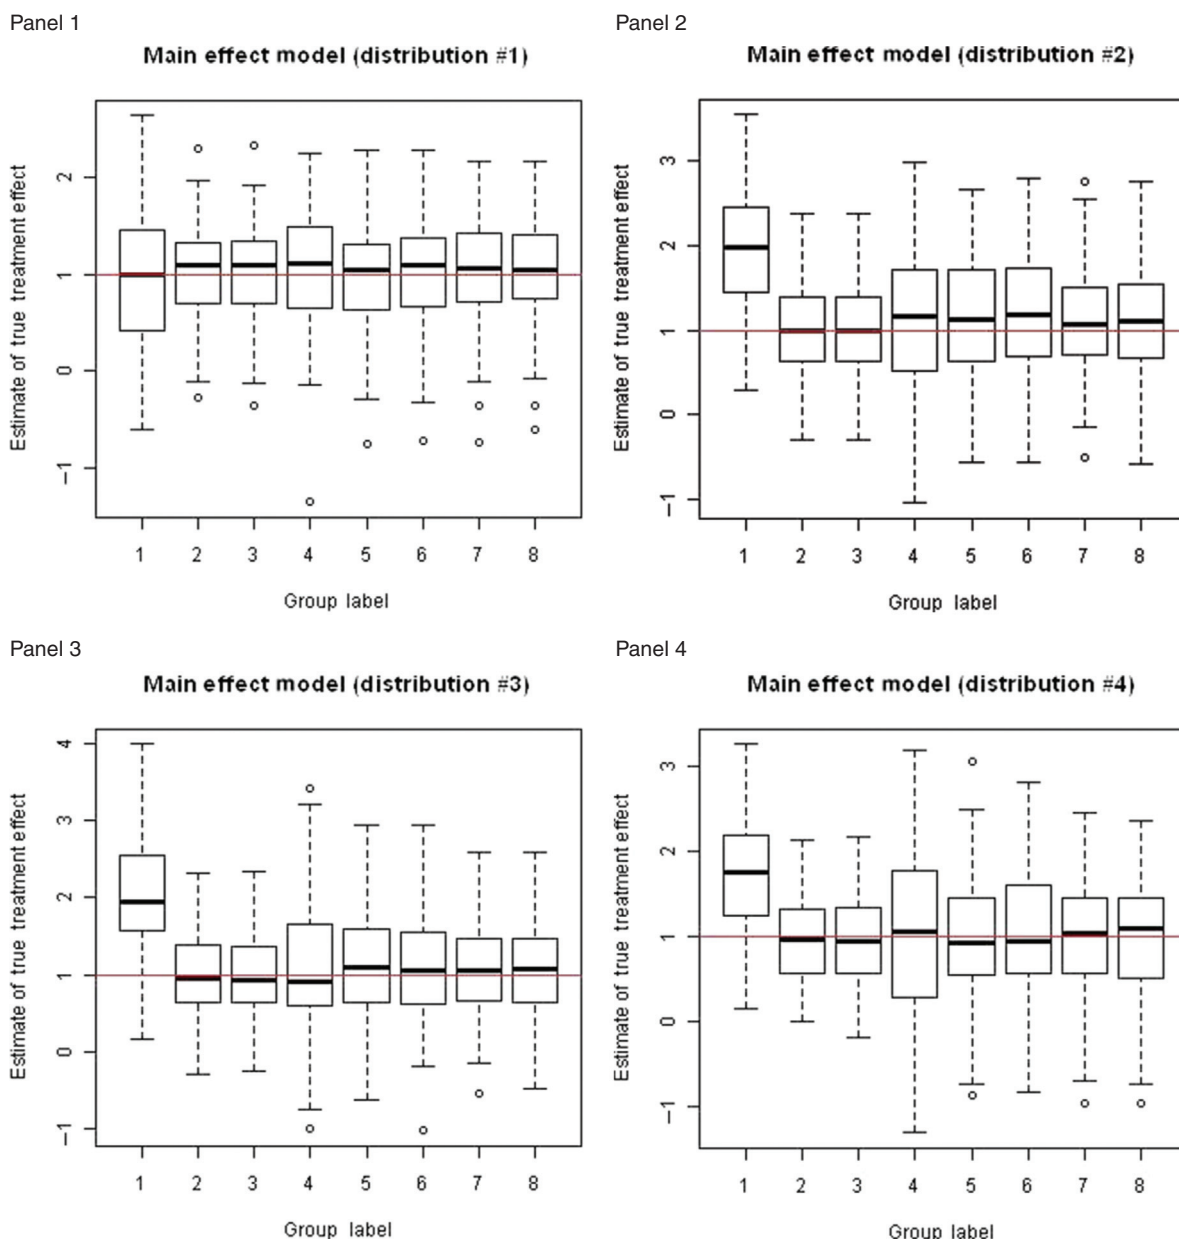 Panel 1
Main effect model (distribution #1)
Estimate of true treatment effect
2
1
0
−1
1 2 3 4 5 6 7 8
Group label
Panel 2
Main effect model (distribution #2)
Estimate of true treatment effect
3
2
1
0
−1
1 2 3 4 5 6 7 8
Group label
Panel 3
Main effect model (distribution #3)
Estimate of true treatment effect
4
3
2
1
0
−1
1 2 3 4 5 6 7 8
Group label
Panel 4
Main effect model (distribution #4)
Estimate of true treatment effect
3
2
1
0
−1
1 2 3 4 5 6 7 8
Group label